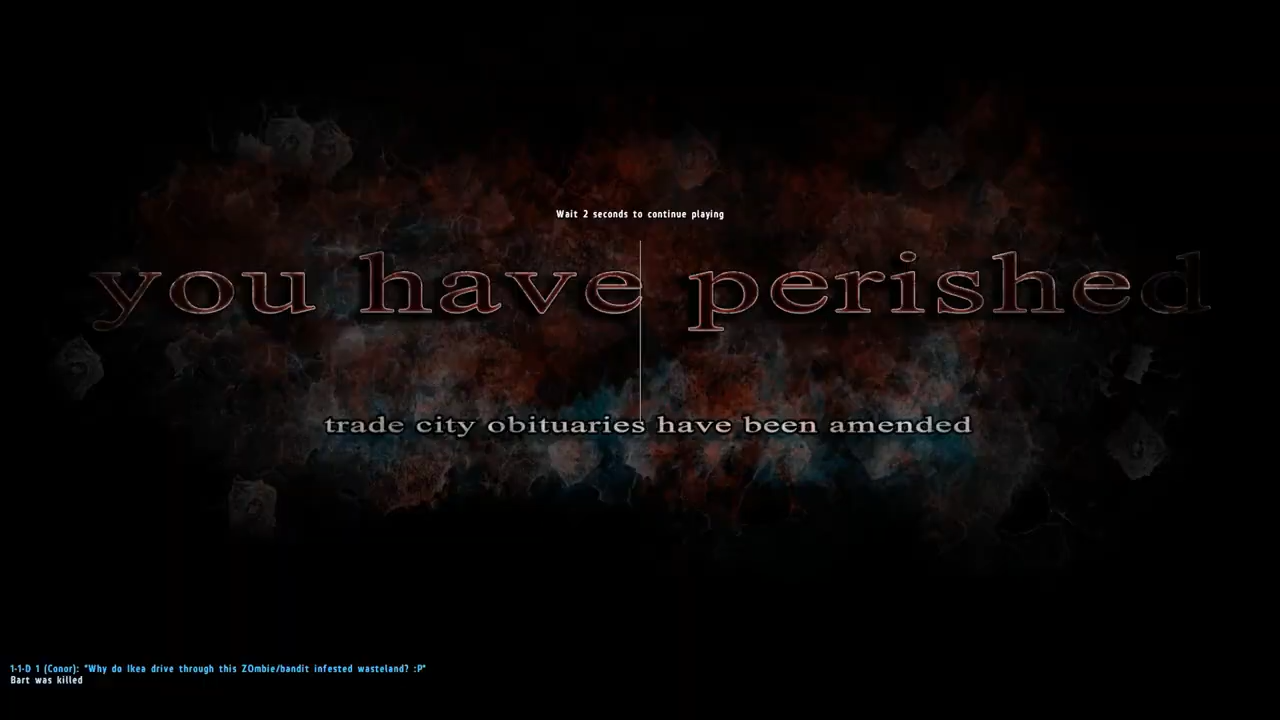 Wait 2 seconds to continue playing
you have perished
trade city obituaries have been amended
1-1-D 1 (Conor): "Why do Ikea drive through this ZOmbie/bandit infested wasteland? :P"
Bart was killed